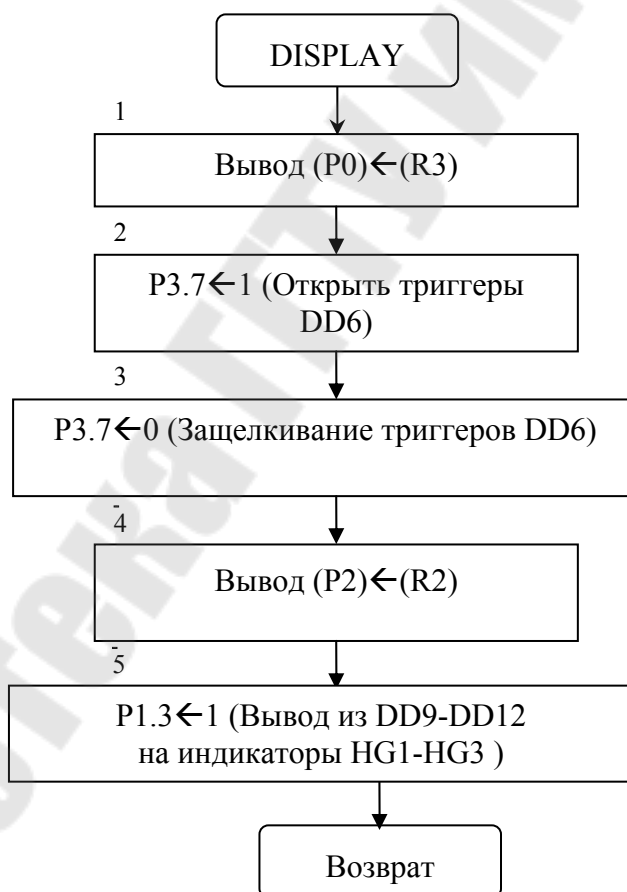 DISPLAY
1
Вывод (P0)←(R3)
2
P3.7←1 (Открыть триггеры
DD6)
3
P3.7←0 (Защелкивание триггеров DD6)
4
Вывод (P2)←(R2)
5
P1.3←1 (Вывод из DD9-DD12
на индикаторы HG1-HG3 )
Возврат